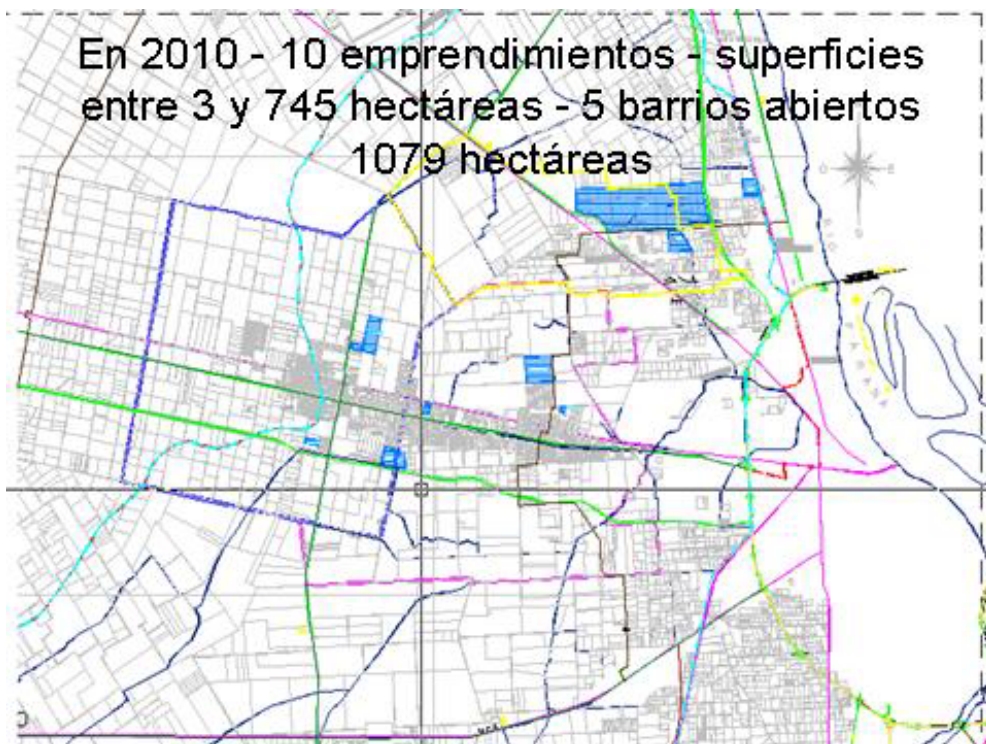 En 2010 - 10 emprendimientos - superficies
entre 3 y 745 hectáreas - 5 barrios abiertos
1079 hectáreas